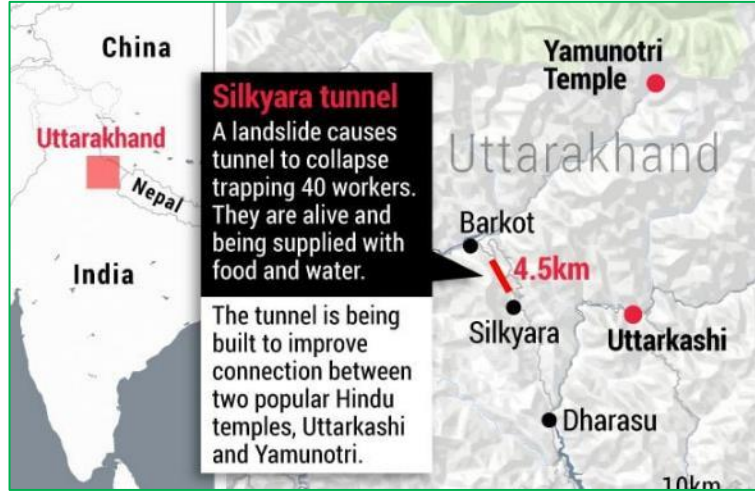 China
Uttarakhand
Nepal
India
Silkyara tunnel
A landslide causes
tunnel to collapse
trapping 40 workers.
They are alive and
being supplied with
food and water.
The tunnel is being
built to improve
connection between
two popular Hindu
temples, Uttarkashi
and Yamunotri.
Yamunotri
Temple
Uttarakhand
Barkot
4.5km
Silkyara
Uttarkashi
Dharasu
10km